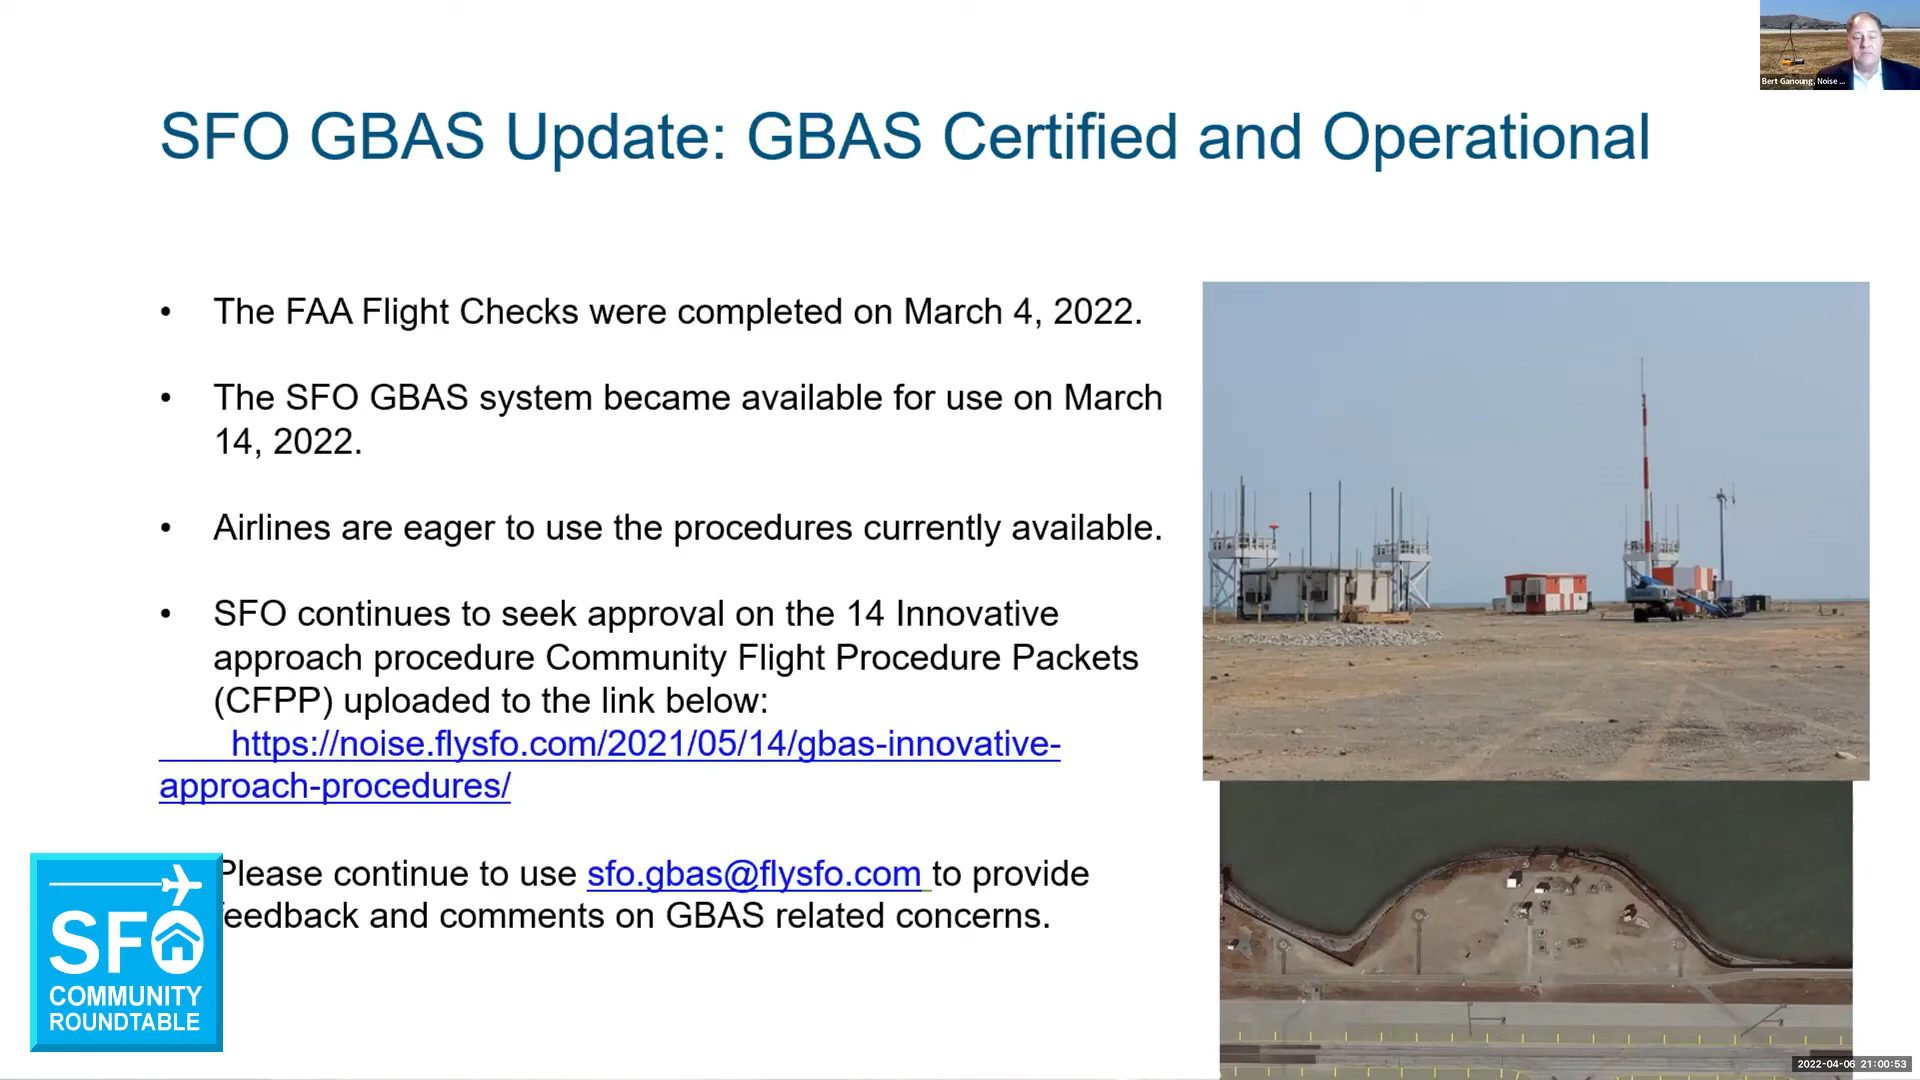 Bert Ganoung, Noise ...
SFO GBAS Update: GBAS Certified and Operational
• The FAA Flight Checks were completed on March 4, 2022.
• The SFO GBAS system became available for use on March
14, 2022.
• Airlines are eager to use the procedures currently available.
• SFO continues to seek approval on the 14 Innovative
approach procedure Community Flight Procedure Packets
(CFPP) uploaded to the link below:
https://noise.flysfo.com/2021/05/14/gbas-innovative-
approach-procedures/
Please continue to use sfo.gbas@flysfo.com to provide
feedback and comments on GBAS related concerns.
SFO
COMMUNITY
ROUNDTABLE
2022-04-06 21:00:53